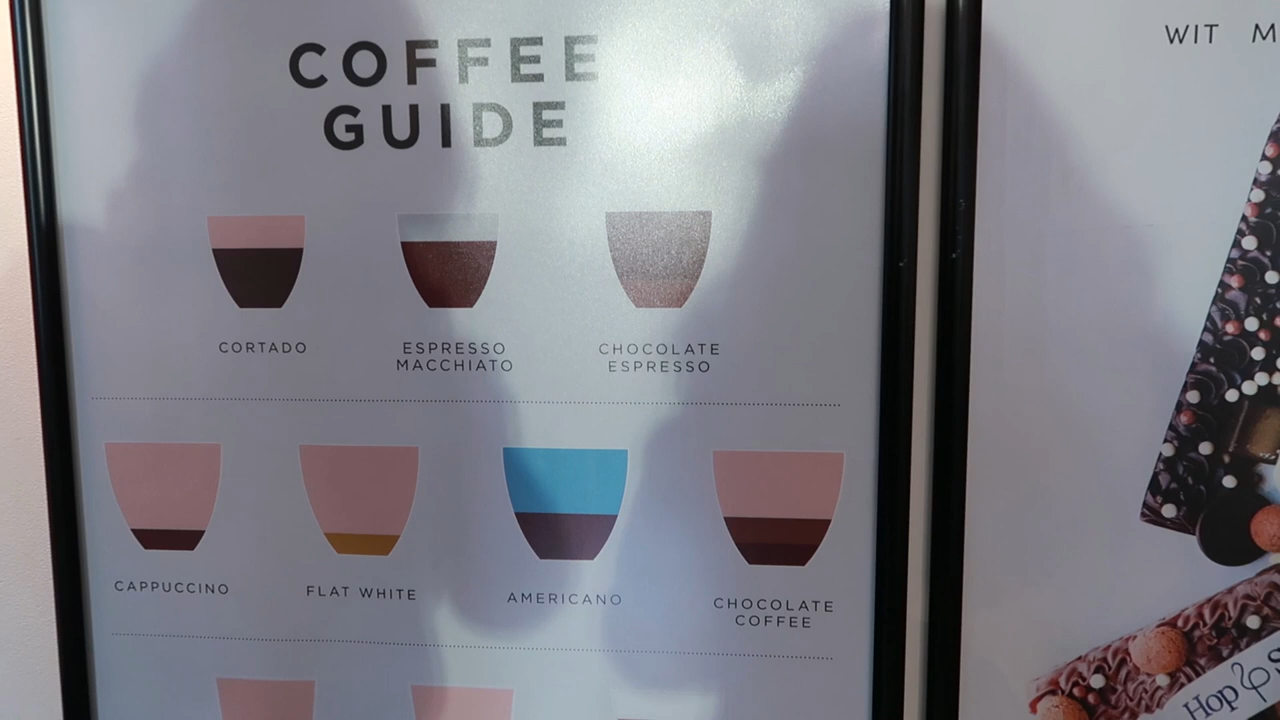 COFFEE
GUIDE
CORTADO
ESPRESSO
MACCHIATO
CHOCOLATE
ESPRESSO
CAPPUCCINO
FLAT WHITE
AMERICANO
CHOCOLATE
COFFEE
WIT M
Hop &